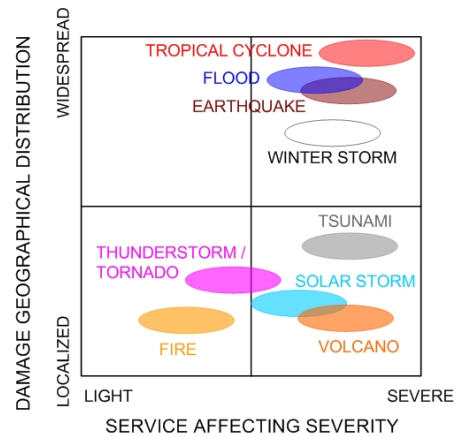 DAMAGE GEOGRAPHICAL DISTRIBUTION
WIDESPREAD
LOCALIZED
TROPICAL CYCLONE
FLOOD
EARTHQUAKE
WINTER STORM
TSUNAMI
THUNDERSTORM /
TORNADO
SOLAR STORM
FIRE
VOLCANO
LIGHT
SEVERE
SERVICE AFFECTING SEVERITY